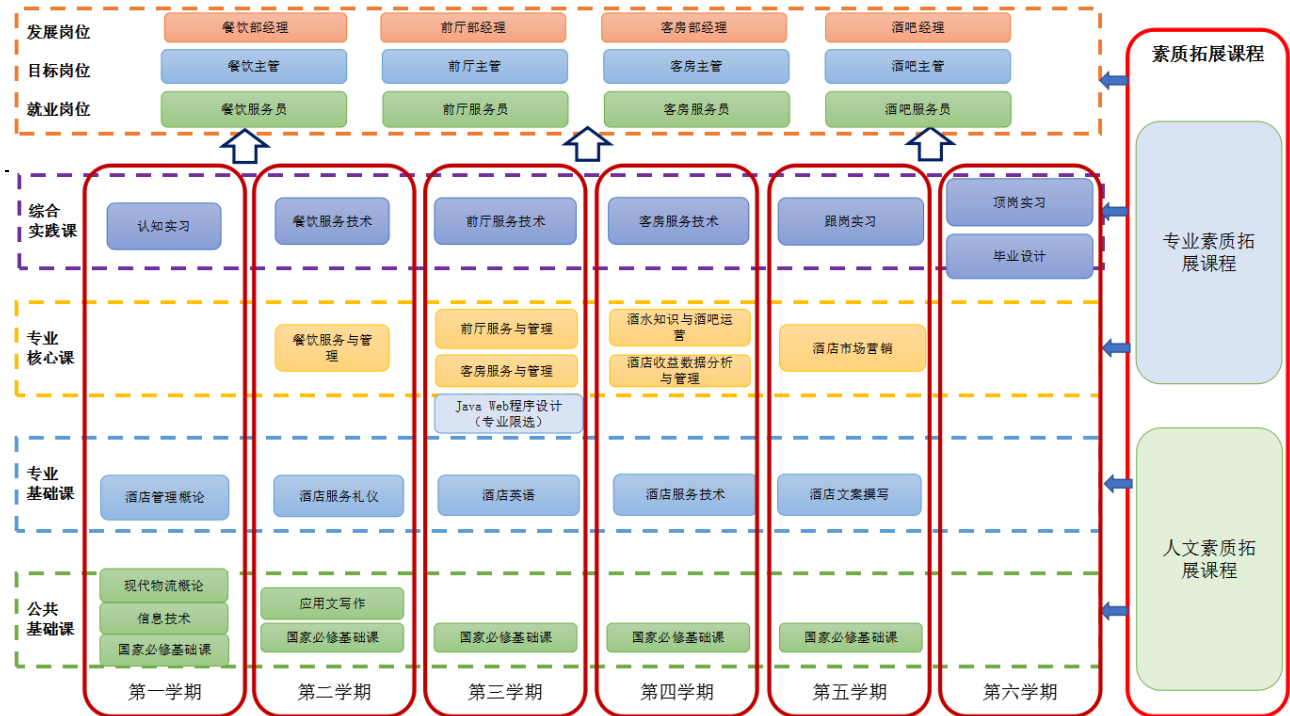 发展岗位
餐饮部经理
前厅部经理
客房部经理
酒吧经理
目标岗位
餐饮主管
前厅主管
客房主管
酒吧主管
就业岗位
餐饮服务员
前厅服务员
客房服务员
酒吧服务员
素质拓展课程
专业素质拓
展课程
人文素质拓
展课程
综合
实践课
认知实习
餐饮服务技术
前厅服务技术
客房服务技术
跟岗实习
顶岗实习
毕业设计
专业
核心课
餐饮服务与管
理
前厅服务与管理
客房服务与管理
酒水知识与酒吧运
营
酒店收益数据分析
与管理
酒店市场营销
Java Web程序设计
（专业限选）
专业
基础课
酒店管理概论
酒店服务礼仪
酒店英语
酒店服务技术
酒店文案撰写
公共
基础课
现代物流概论
信息技术
国家必修基础课
应用文写作
国家必修基础课
国家必修基础课
国家必修基础课
国家必修基础课
第一学期
第二学期
第三学期
第四学期
第五学期
第六学期